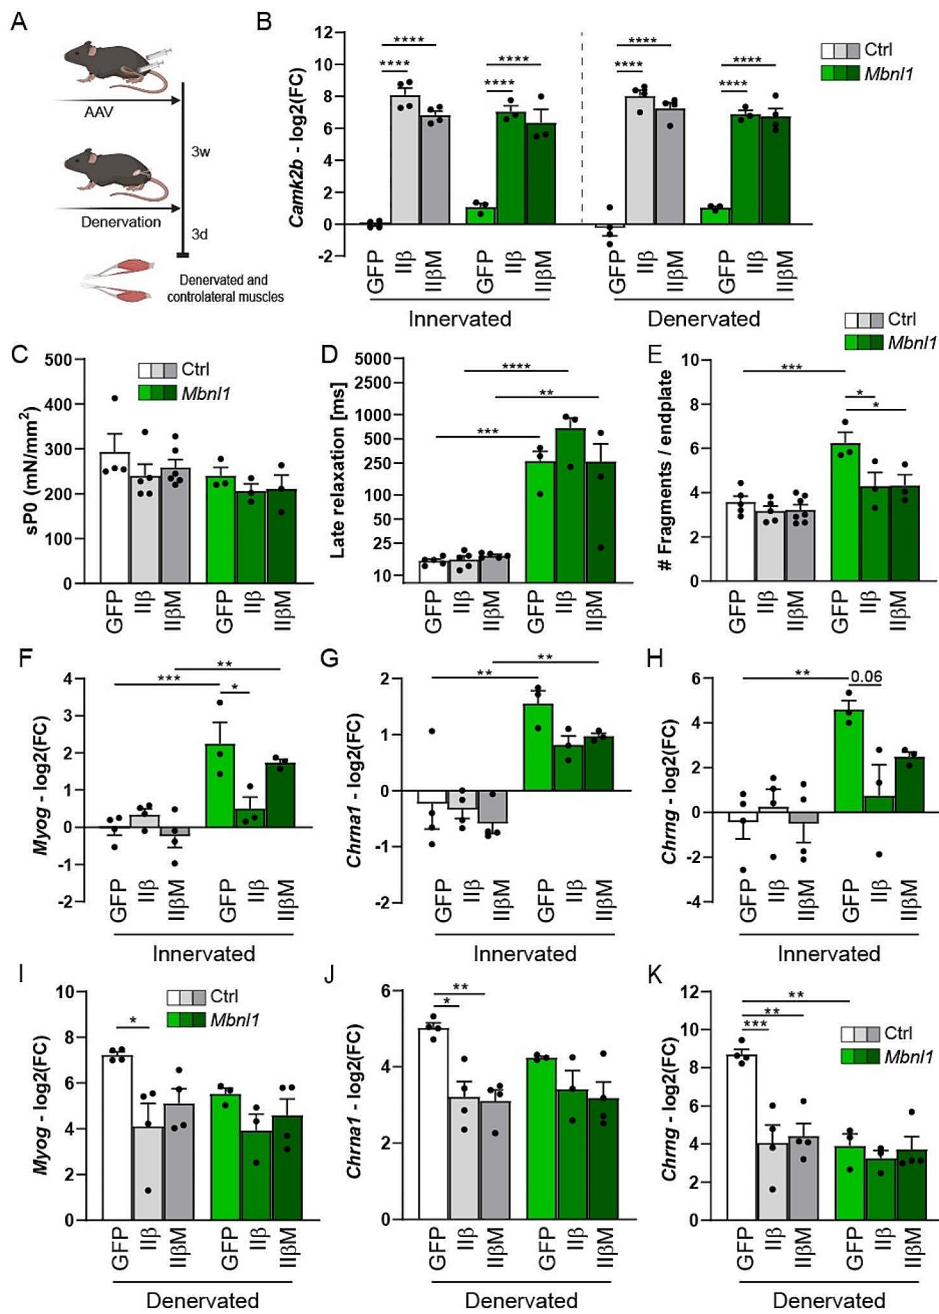 A
AAV
3w
Denervation
3d
Denervated and
controlateral muscles
B
Camk2b - log2(FC)
12
10
8
6
4
2
0
-2
**** **** **** ****
**** **** **** ****
Ctrl
Mbnl1
GFP IIβ IIβM GFP IIβ IIβM GFP IIβ IIβM GFP IIβ IIβM
Innervated Denervated
C
sP0 (mN/mm²)
500
400
300
200
100
0
Ctrl
Mbnl1
GFP IIβ IIβM GFP IIβ IIβM
D
Late relaxation [ms]
5000
2500
1000
500
250
100
50
25
10
****
**
***
GFP IIβ IIβM GFP IIβ IIβM
E
# Fragments / endplate
10
8
6
4
2
0
Ctrl
Mbnl1
***
*
*
GFP IIβ IIβM GFP IIβ IIβM
F
Myog - log2(FC)
4
3
2
1
0
-1
-2
**
***
*
GFP IIβ IIβM GFP IIβ IIβM
Innervated
G
Chrna1 - log2(FC)
2
1
0
-1
-2
**
**
GFP IIβ IIβM GFP IIβ IIβM
Innervated
H
Chrng - log2(FC)
6
4
2
0
-2
-4
**
0.06
GFP IIβ IIβM GFP IIβ IIβM
Innervated
I
Myog - log2(FC)
10
8
6
4
2
0
Ctrl
Mbnl1
*
GFP IIβ IIβM GFP IIβ IIβM
Denervated
J
Chrna1 - log2(FC)
6
4
2
0
**
*
GFP IIβ IIβM GFP IIβ IIβM
Denervated
K
Chrng - log2(FC)
12
10
8
6
4
2
0
**
**
***
Ctrl
Mbnl1
GFP IIβ IIβM GFP IIβ IIβM
Denervated